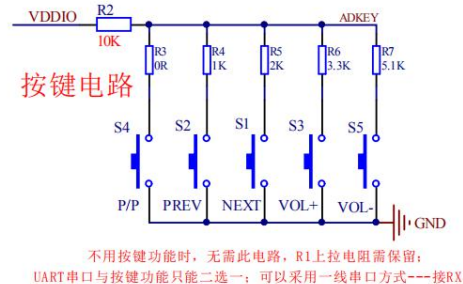 VDDIO R2 ADKEY
10K
R3 R4 R5 R6 R7
0R 1K 2K 3.3K 5.1K
按键电路
S4 S2 S1 S3 S5
P/P PREV NEXT VOL+ VOL-
GND
不用按键功能时，无需此电路，R1上拉电阻需保留；
UART串口与按键功能只能二选一；可以采用一线串口方式---接RX